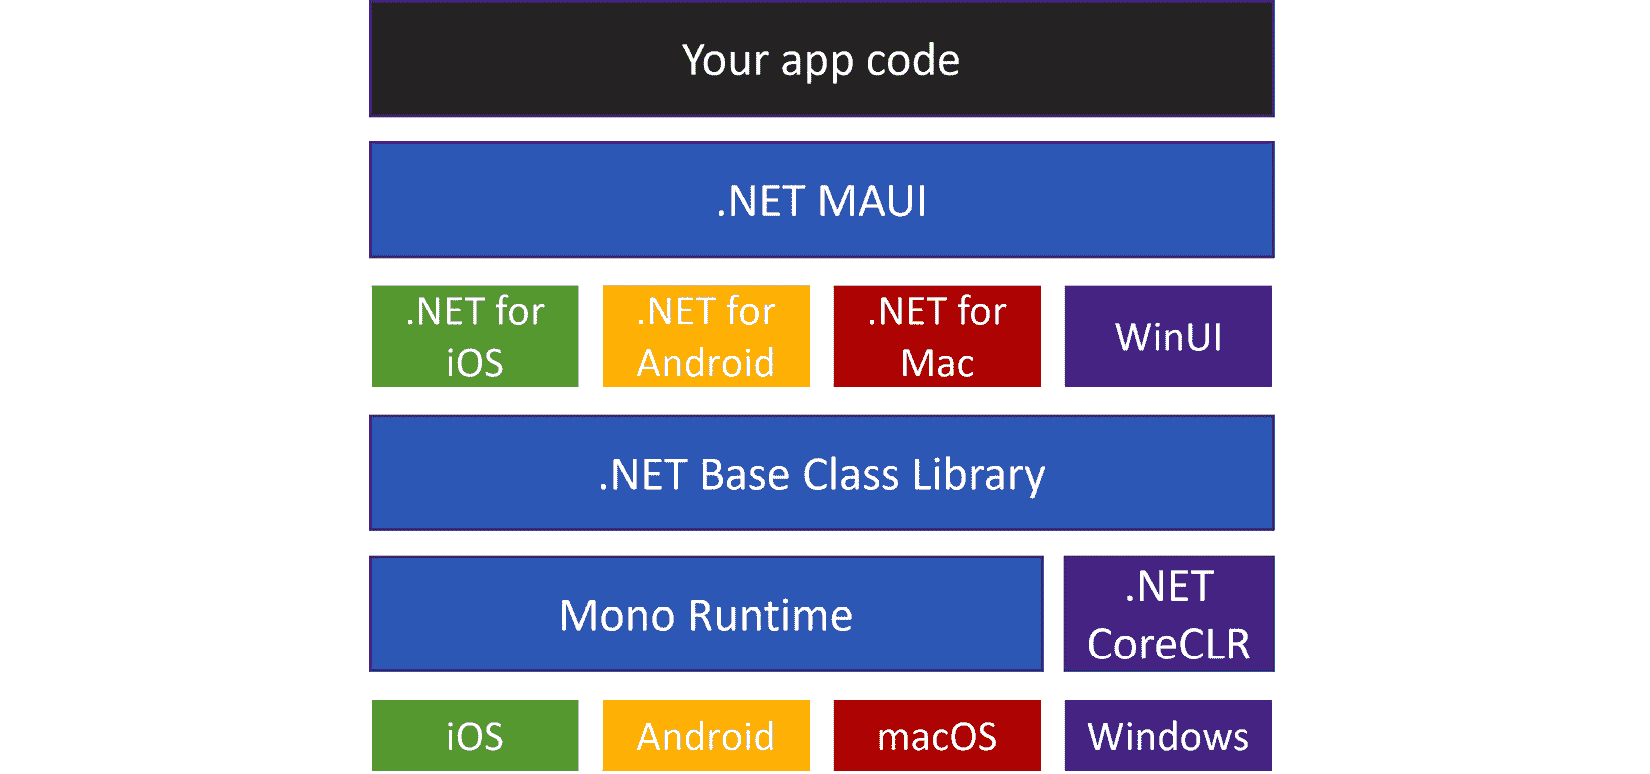 Your app code
.NET MAUI
.NET for
iOS
.NET for
Android
.NET for
Mac
WinUI
.NET Base Class Library
Mono Runtime
.NET
CoreCLR
iOS
Android
macOS
Windows